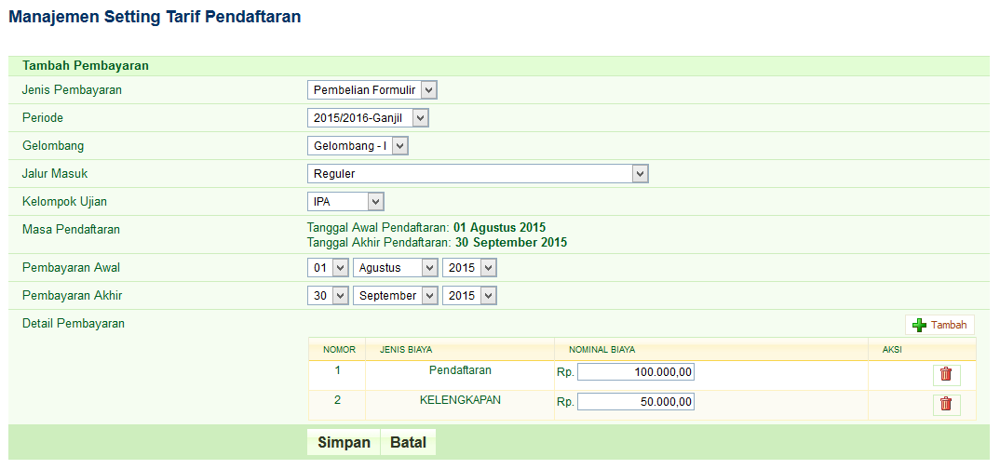 Manajemen Setting Tarif Pendaftaran
Tambah Pembayaran
Jenis Pembayaran Pembelian Formulir
Periode 2015/2016-Ganjil
Gelombang Gelombang - I
Jalur Masuk Reguler
Kelompok Ujian IPA
Masa Pendaftaran Tanggal Awal Pendaftaran: 01 Agustus 2015
Tanggal Akhir Pendaftaran: 30 September 2015
Pembayaran Awal 01 Agustus 2015
Pembayaran Akhir 30 September 2015
Detail Pembayaran Tambah
NOMOR JENIS BIAYA NOMINAL BIAYA AKSI
1 Pendaftaran Rp. 100.000,00
2 KELENGKAPAN Rp. 50.000,00
Simpan Batal